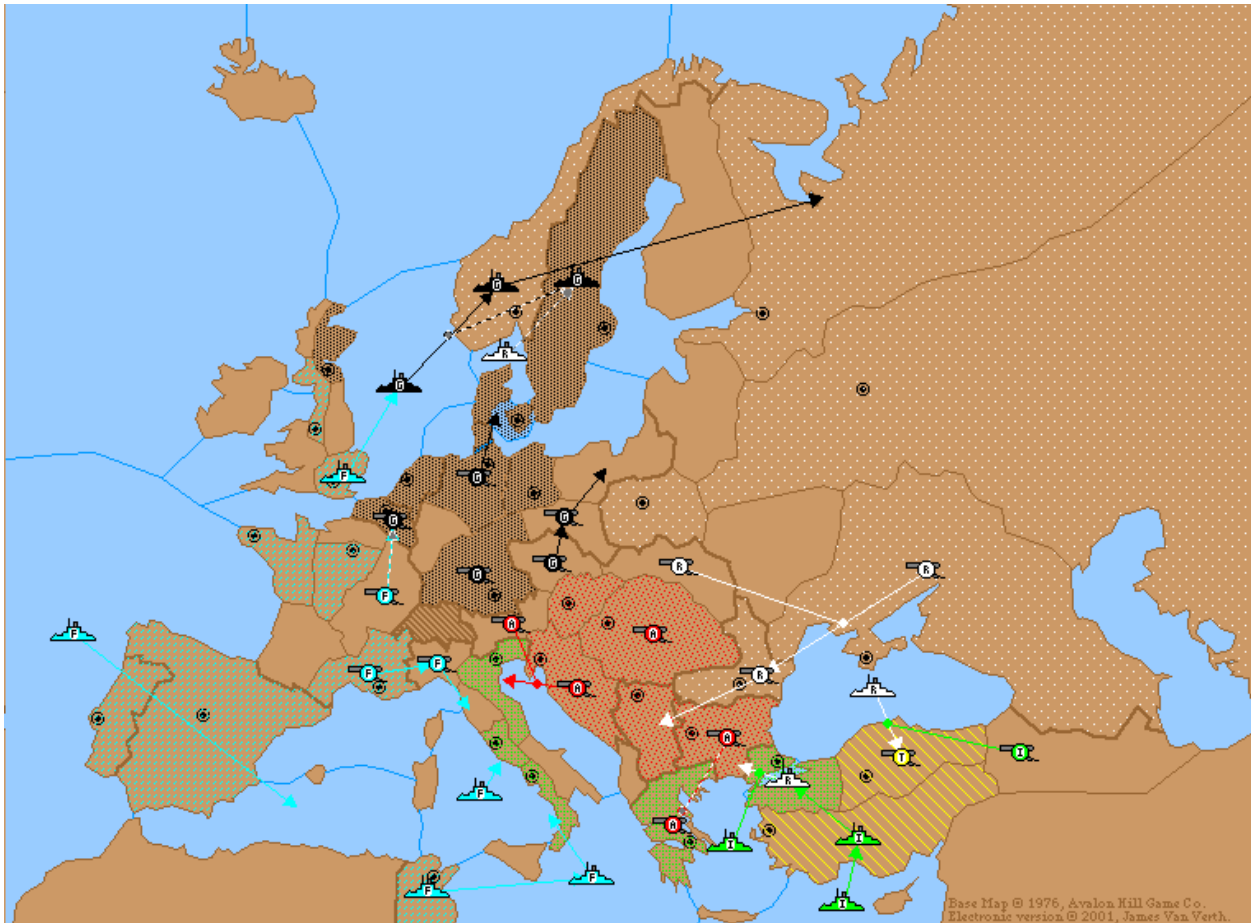 G
G
R
G
F
G
G
G
G
R
R
G
F
F
A
A
F
F
R
A
R
A
T
I
R
F
A
I
I
F
F
I
Base Map © 1976, Avalon Hill Game Co.
Electronic version © 2001, James Van Verth.